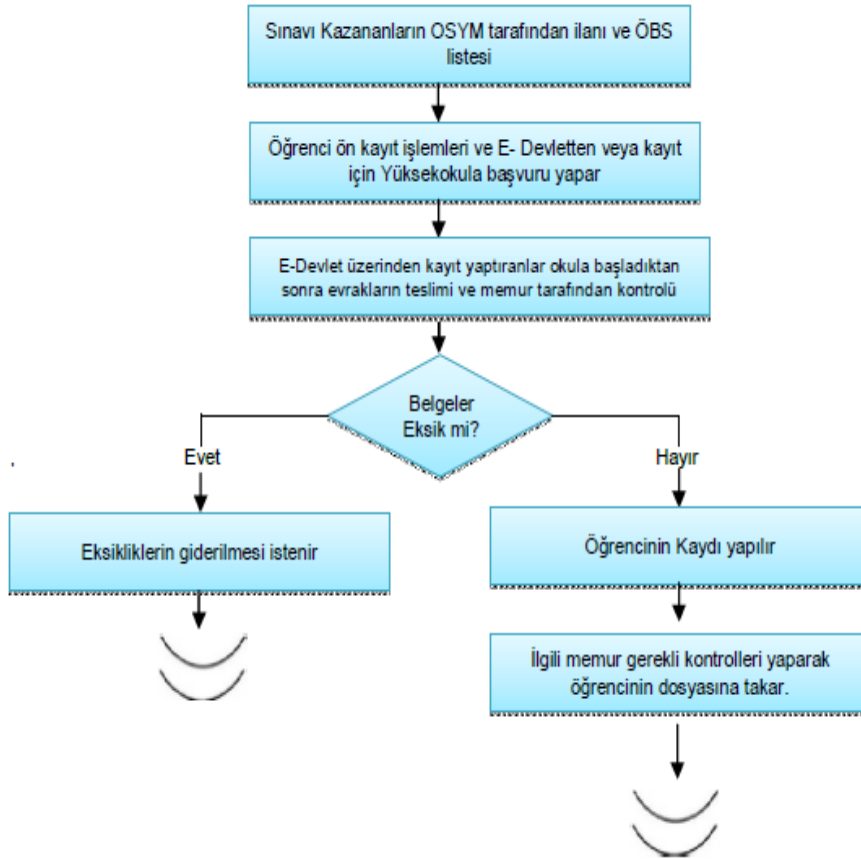 Sınavı Kazananların OSYM tarafından ilanı ve ÖBS
listesi
Öğrenci ön kayıt işlemleri ve E- Devletten veya kayıt
için Yüksekokula başvuru yapar
E-Devlet üzerinden kayıt yaptıranlar okula başladıktan
sonra evrakların teslimi ve memur tarafından kontrolü
Belgeler
Eksik mi?
Evet
Hayır
Eksikliklerin giderilmesi istenir
Öğrencinin Kaydı yapılır
İlgili memur gerekli kontrolleri yaparak
öğrencinin dosyasına takar.